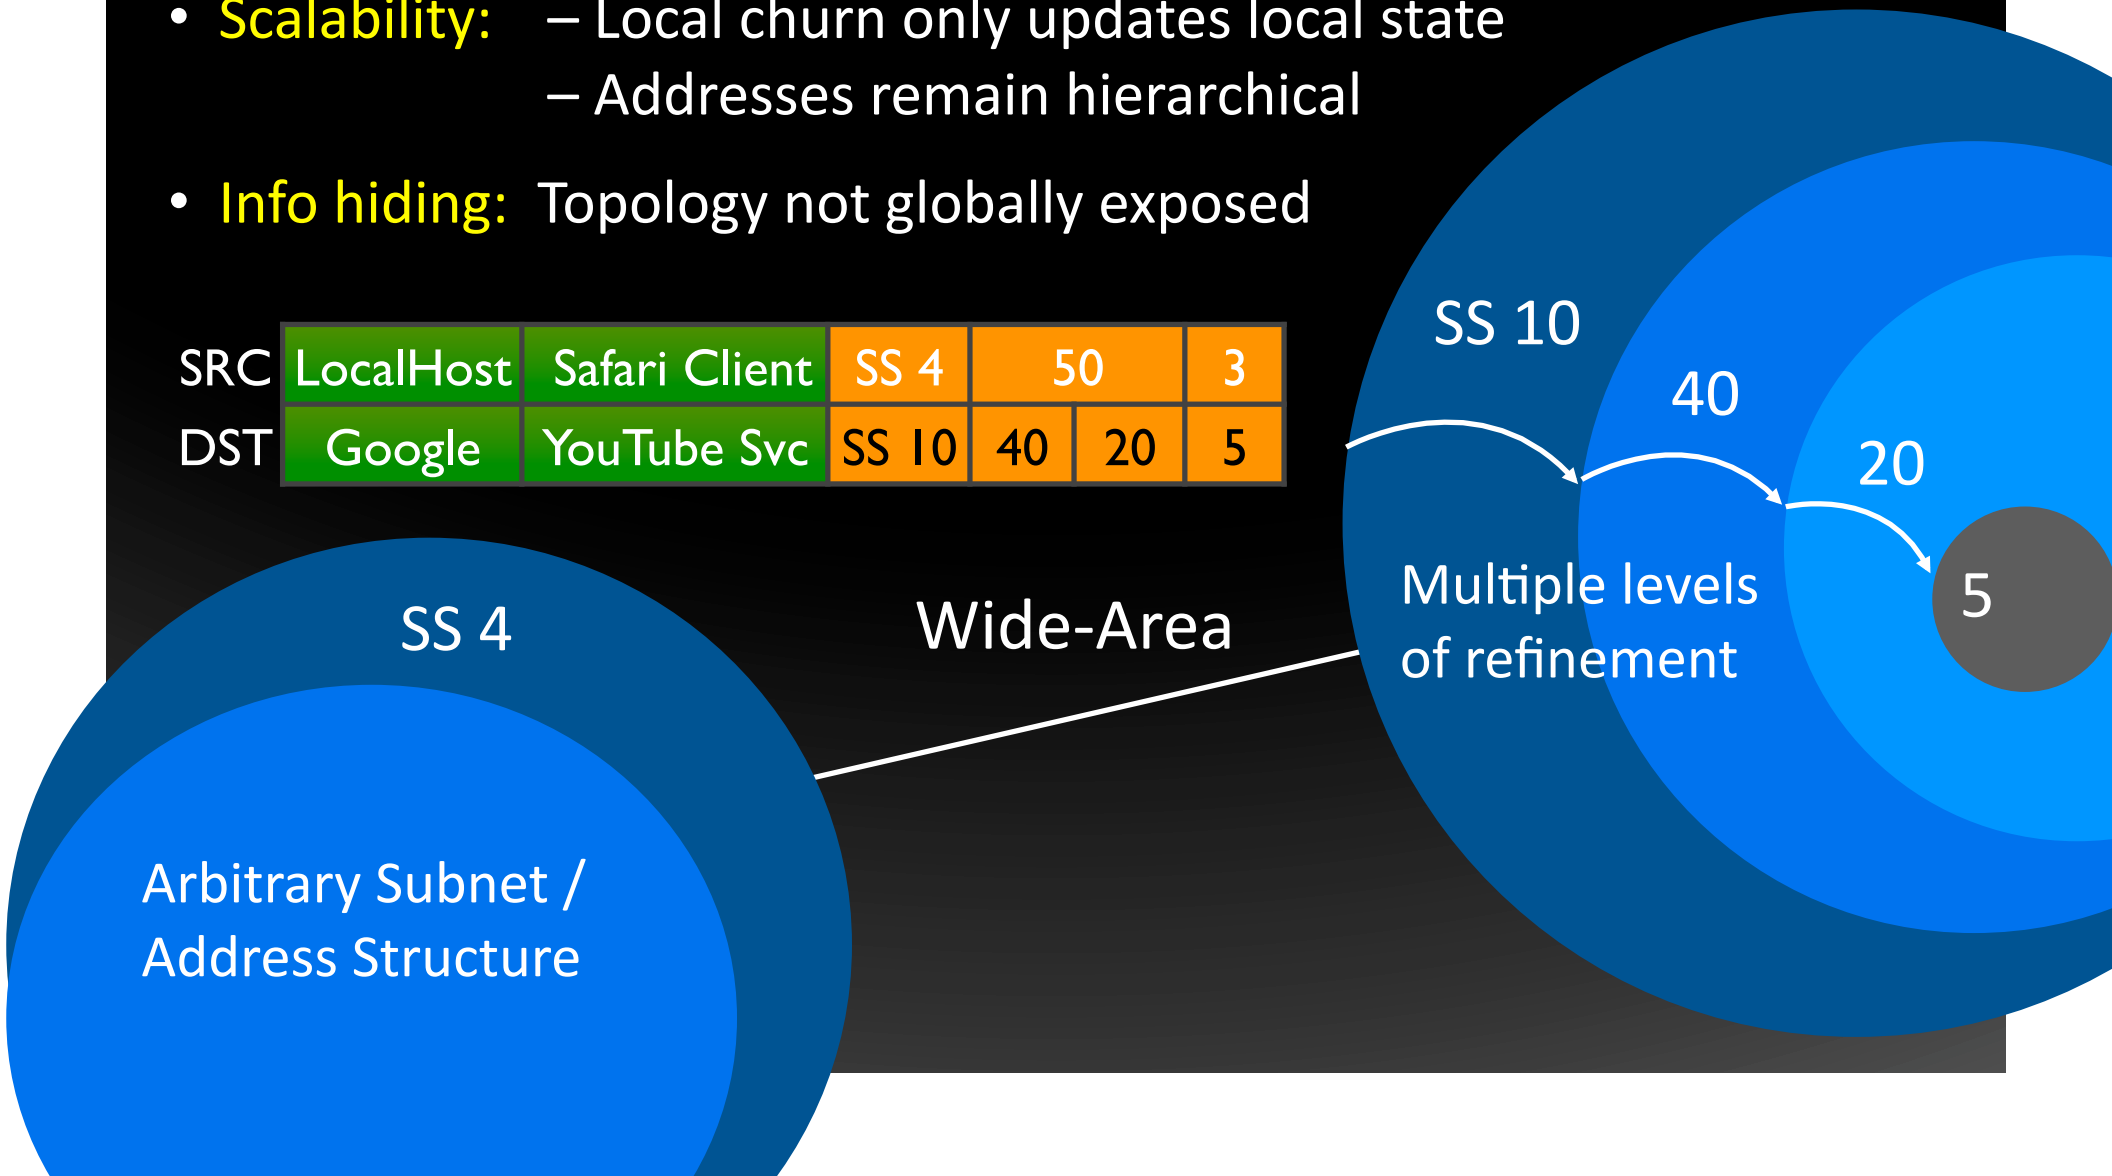 • Scalability: – Local churn only updates local state
– Addresses remain hierarchical
• Info hiding: Topology not globally exposed
SRC LocalHost Safari Client SS 4 50 3
DST Google YouTube Svc SS 10 40 20 5
SS 10
40
20
5
Multiple levels
of refinement
Wide-Area
SS 4
Arbitrary Subnet /
Address Structure